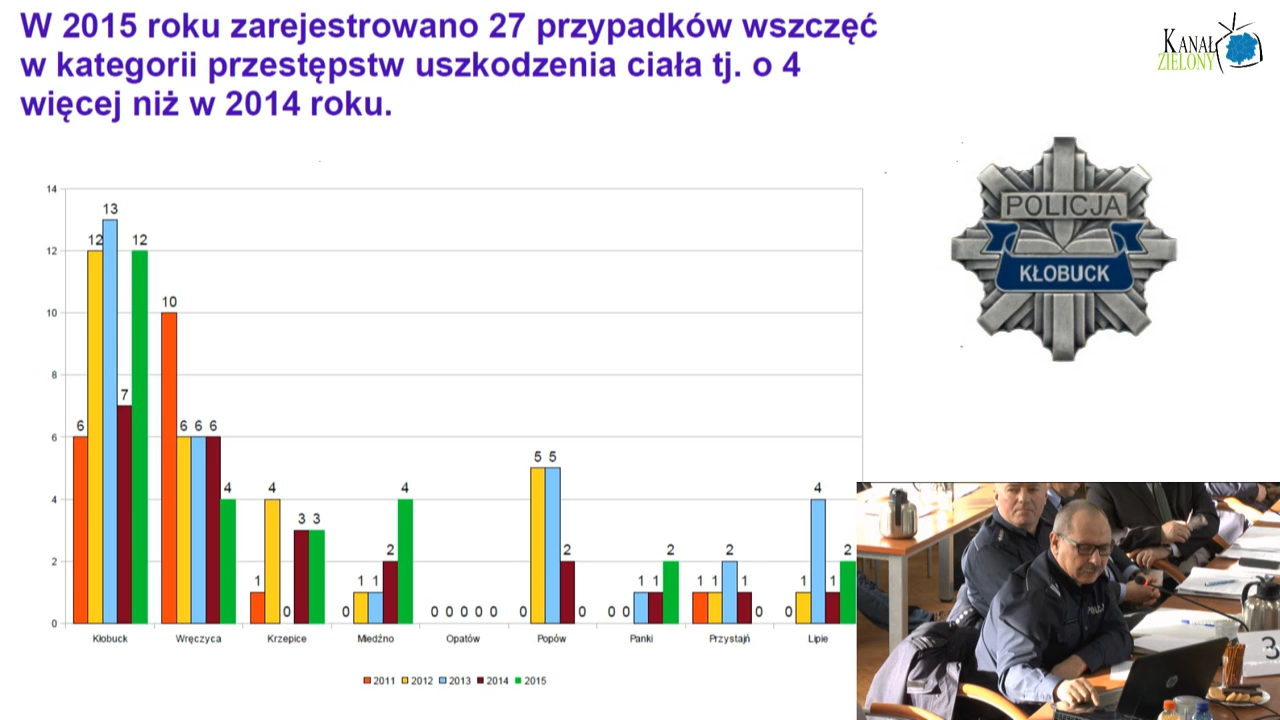 W 2015 roku zarejestrowano 27 przypadków wszczęć
w kategorii przestępstw uszkodzenia ciała tj. o 4
więcej niż w 2014 roku.
KANAŁ
ZIELONY
POLICJA
KŁOBUCK
14
12
10
8
6
4
2
0
6 12 13 7 12
10 6 6 6 4
1 4 0 3 3
0 1 1 2 4
0 0 0 0 0
0 5 5 2 0
0 0 1 1 2
1 1 2 1 0
0 1 4 1 2
Kłobuck Wręczyca Krzepice Miedźno Opatów Popów Panki Przystajń Lipie
2011 2012 2013 2014 2015
3